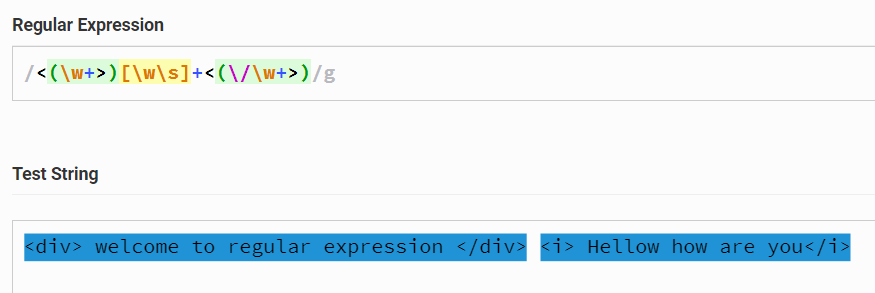 Regular Expression
/<(\w+>)[\w\s]+<(\/\w+>)/g
Test String
<div> welcome to regular expression </div> <i> Hellow how are you</i>